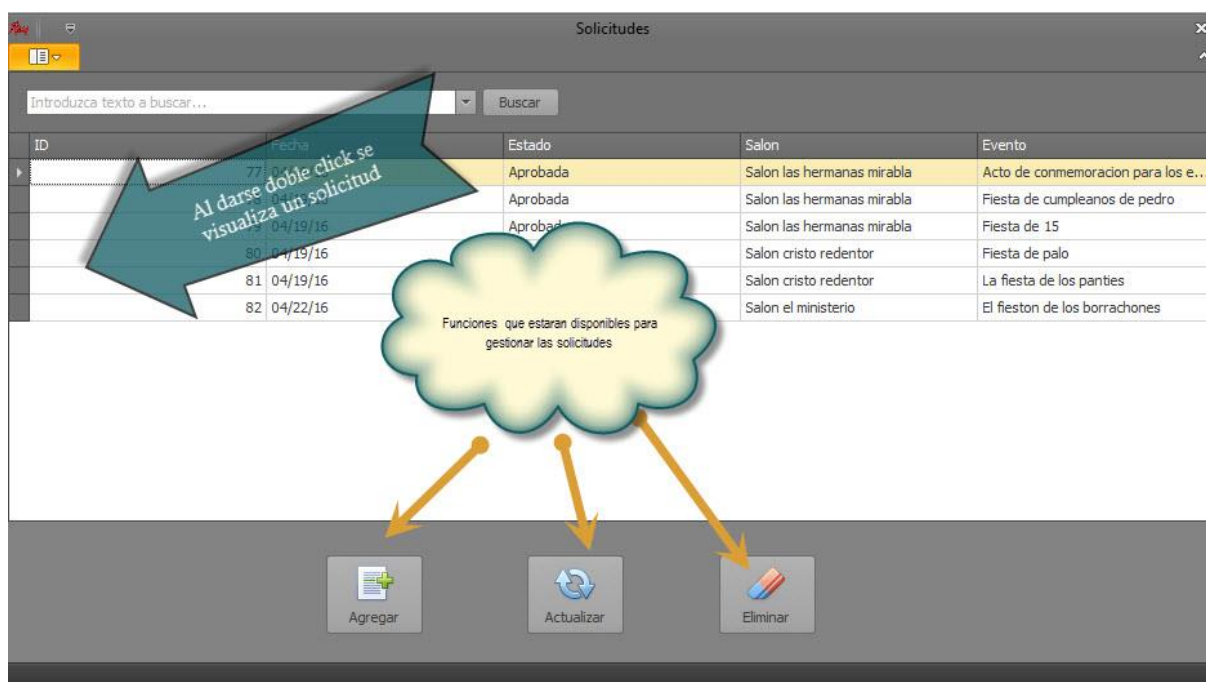 Solicitudes
Introduzca texto a buscar...
Buscar
ID Fecha Estado Salon Evento
77 Aprobada Salon las hermanas mirabla Acto de conmemoracion para los e...
Aprobada Salon las hermanas mirabla Fiesta de cumpleanos de pedro
04/19/16 Salon las hermanas mirabla Fiesta de 15
80 04/19/16 Salon cristo redentor Fiesta de palo
81 04/19/16 Salon cristo redentor La fiesta de los panties
82 04/22/16 Salon el ministerio El fieston de los borrachones
Al darse doble click se
visualiza un solicitud
Funciones que estaran disponibles para
gestionar las solicitudes
Agregar Actualizar Eliminar